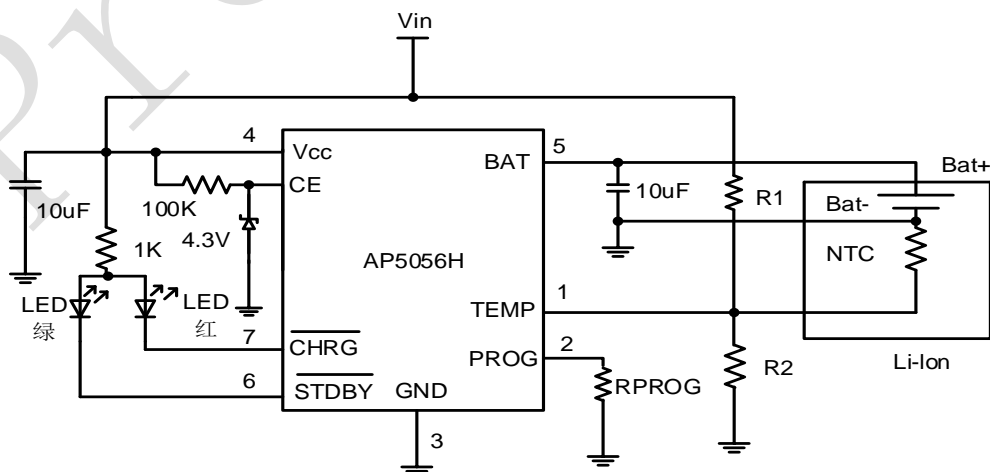 Pre
Vin
4
Vcc
BAT
5
Bat+
CE
10uF
100K
10uF
R1
Bat-
4.3V
1K
NTC
AP5056H
LED
绿
LED
红
TEMP
1
7
CHRG
PROG
2
Li-Ion
6
STDBY
GND
RPROG
R2
3